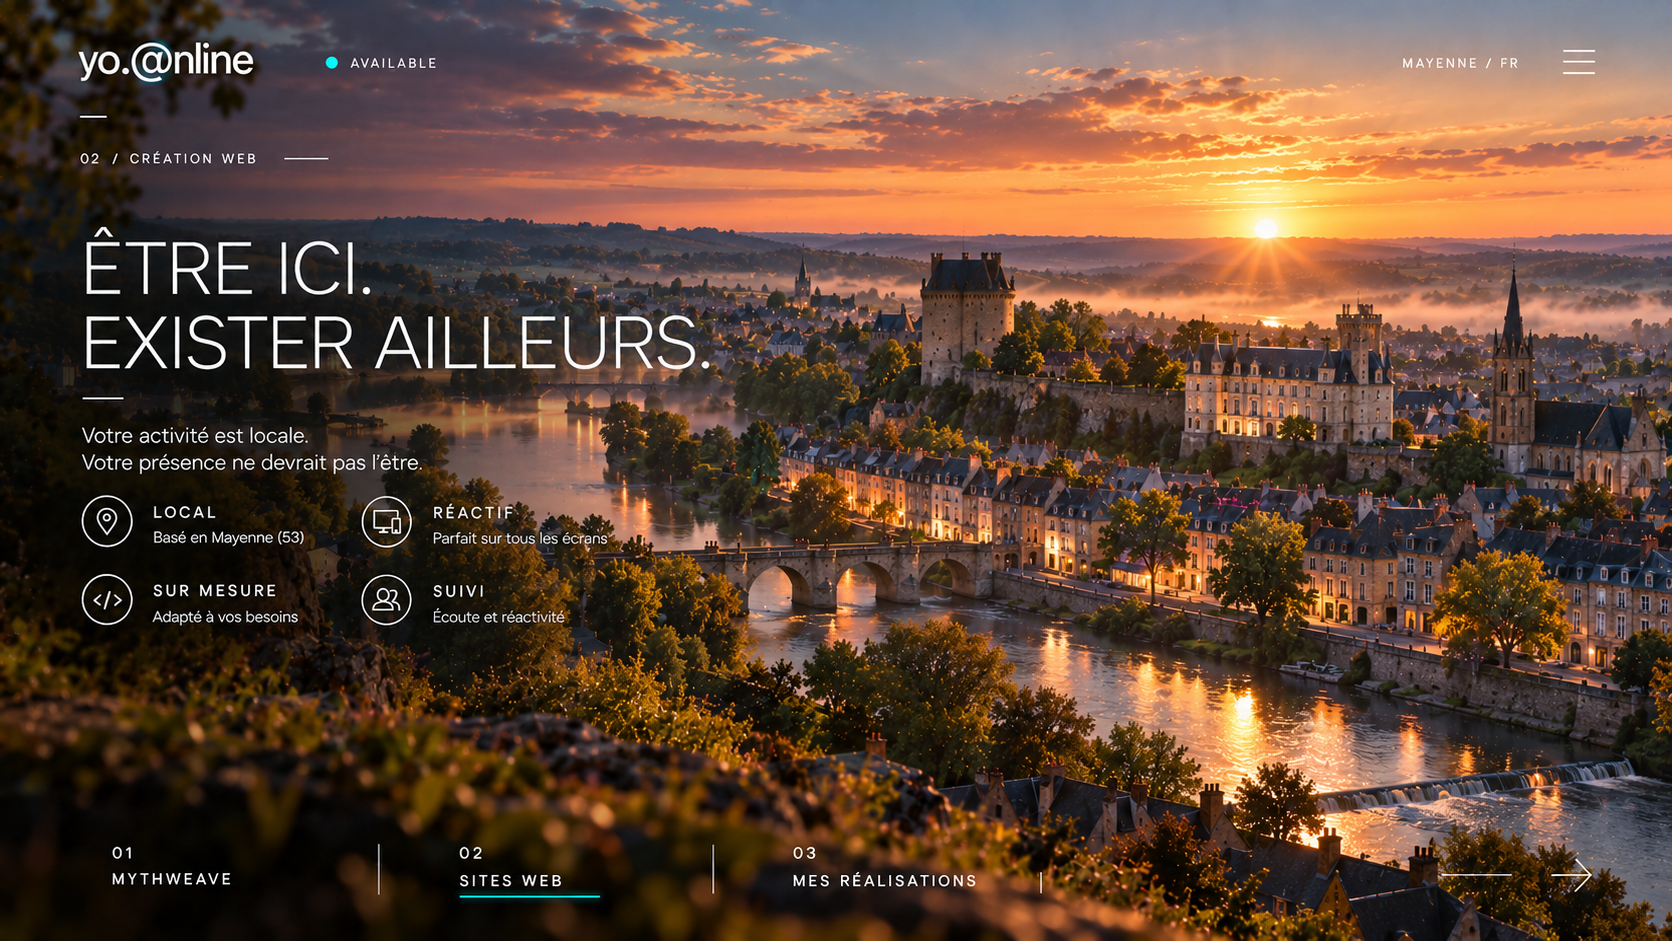 yo.@nline
AVAILABLE
MAYENNE / FR
02 / CRÉATION WEB
ÊTRE ICI.
EXISTER AILLEURS.
Votre activité est locale.
Votre présence ne devrait pas l'être.
LOCAL
Basé en Mayenne (53)
RÉACTIF
Parfait sur tous les écrans
</>
SUR MESURE
Adapté à vos besoins
SUIVI
Écoute et réactivité
01
MYTHWEAVE
02
SITES WEB
03
MES RÉALISATIONS